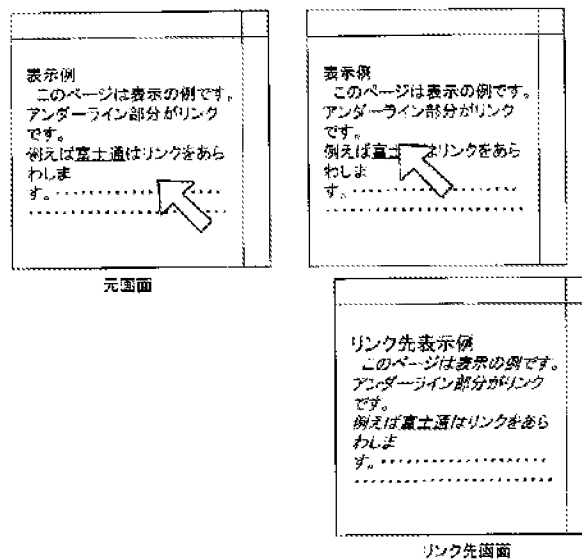 表示例
このページは表示の例です。
アンダーライン部分がリンク
です。
例えば富士通はリンクをあら
わしま
す。
元画面
表示例
このページは表示の例です。
アンダーライン部分がリンク
です。
例えば富士はリンクをあら
わしま
す。
リンク先表示例
このページは表示の例です。
アンダーライン部分がリンク
です。
例えば富士通はリンクをあら
わしま
す。
リンク先画面